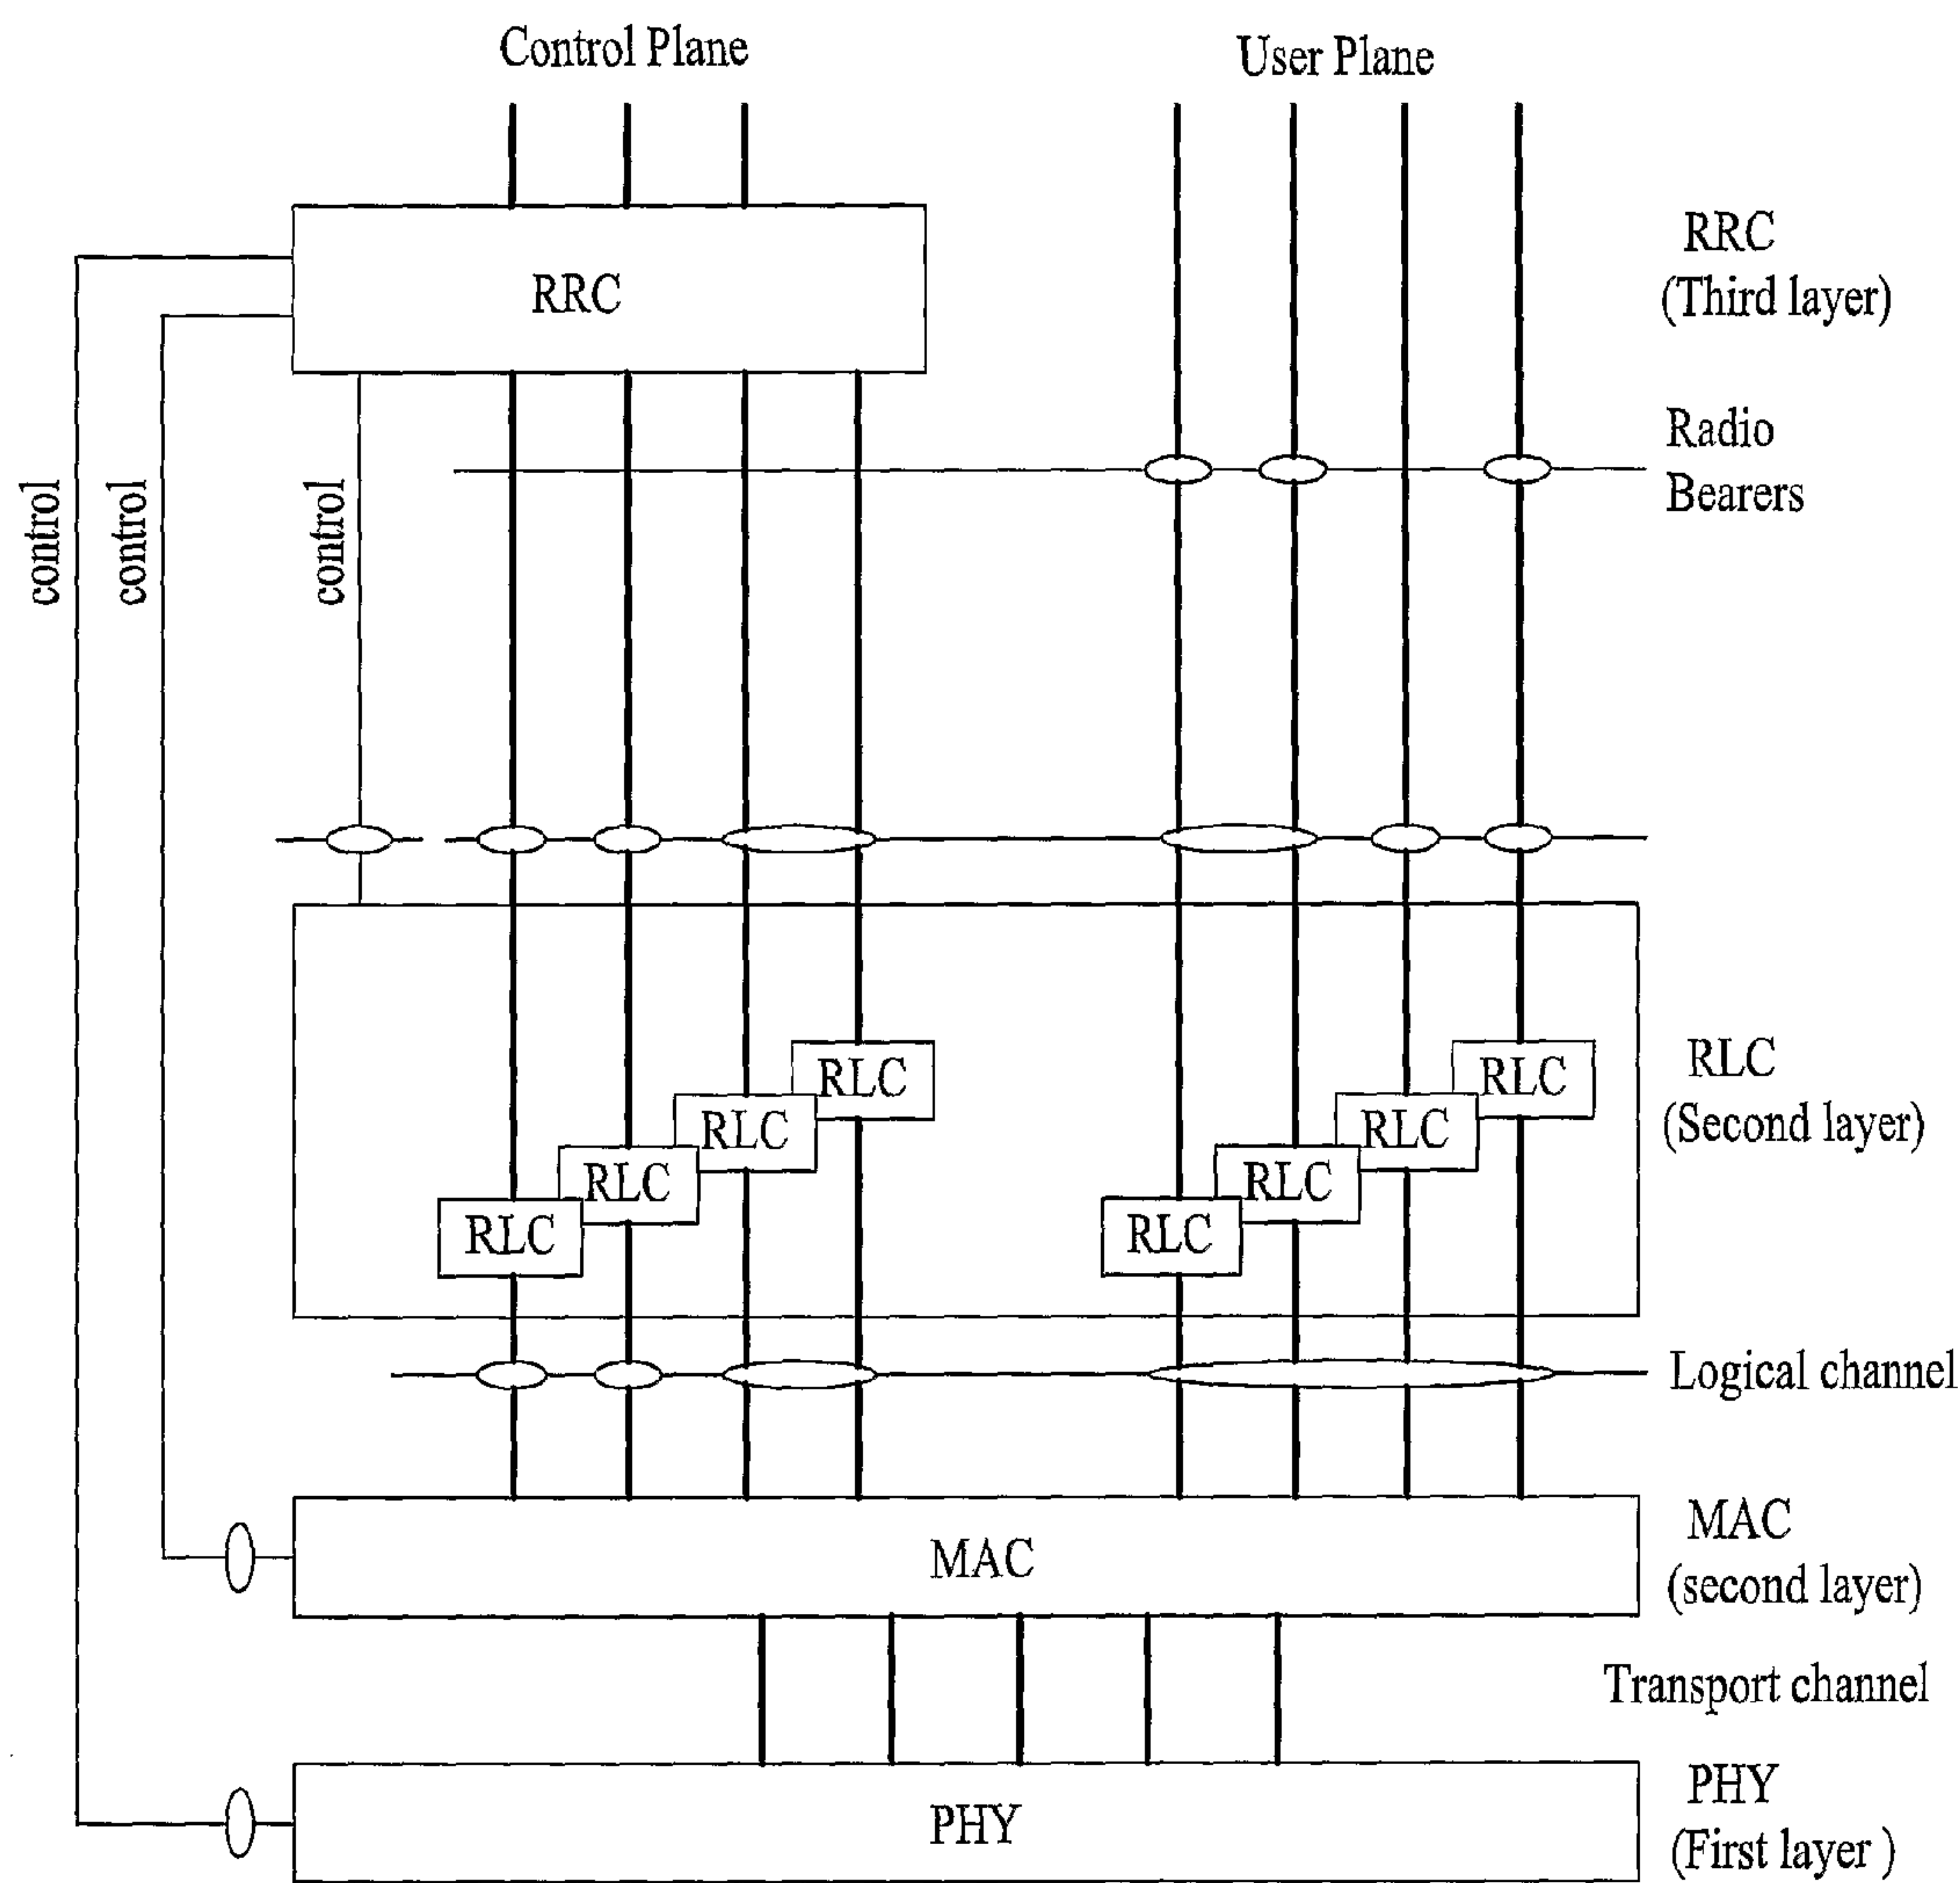 Control Plane
User Plane
RRC
RRC
(Third layer)
Radio
Bearers
control
control
control
RLC
RLC
RLC
RLC
RLC
RLC
RLC
RLC
RLC
(Second layer)
Logical channel
MAC
MAC
(second layer)
Transport channel
PHY
PHY
(First layer )